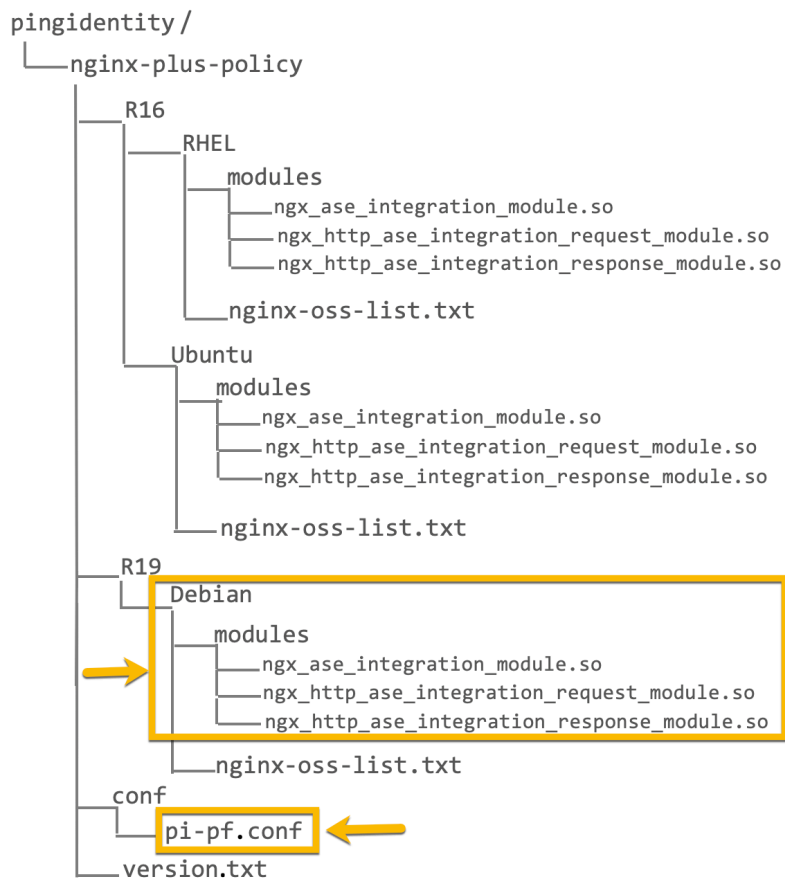 pingidentity/
nginx-plus-policy
R16
RHEL
modules
ngx_ase_integration_module.so
ngx_http_ase_integration_request_module.so
ngx_http_ase_integration_response_module.so
nginx-oss-list.txt
Ubuntu
modules
ngx_ase_integration_module.so
ngx_http_ase_integration_request_module.so
ngx_http_ase_integration_response_module.so
nginx-oss-list.txt
R19
Debian
modules
ngx_ase_integration_module.so
ngx_http_ase_integration_request_module.so
ngx_http_ase_integration_response_module.so
nginx-oss-list.txt
conf
pi-pf.conf
version.txt